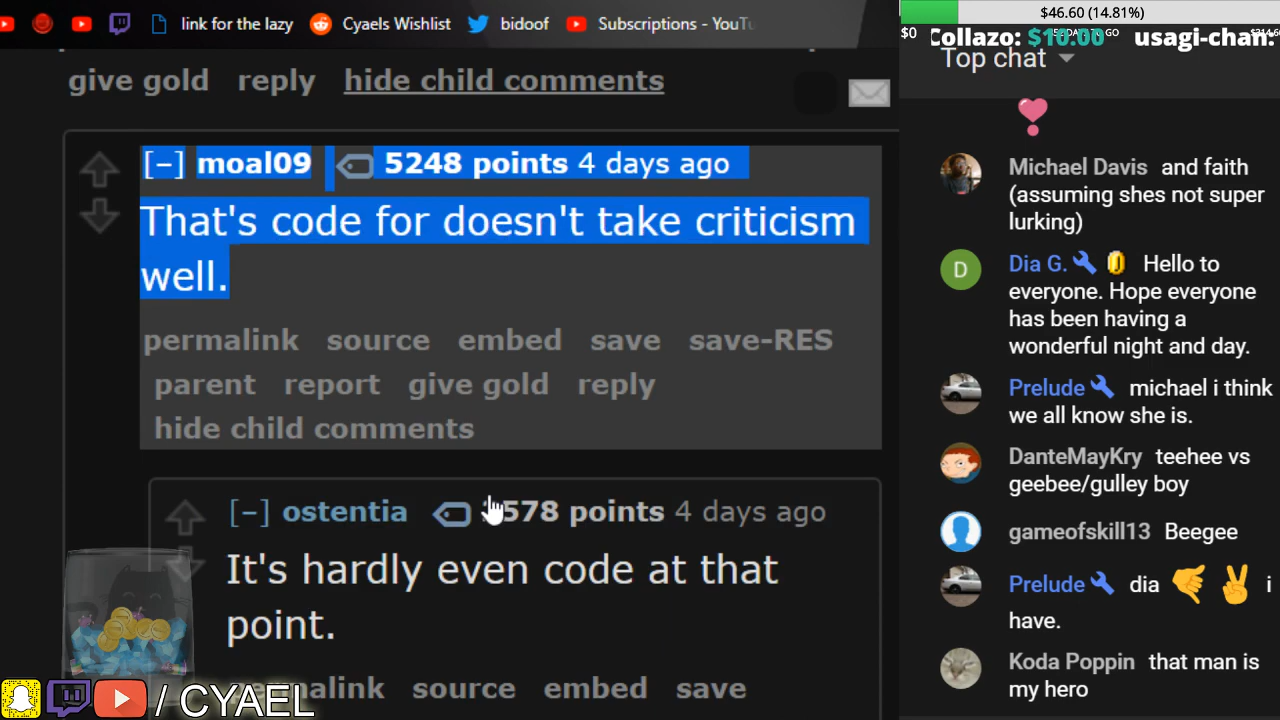 link for the lazy Cyaels Wishlist bidoof Subscriptions - YouTu
give gold reply hide child comments
[–] moal09 5248 points 4 days ago
That's code for doesn't take criticism
well.
permalink source embed save save-RES
parent report give gold reply
hide child comments
[–] ostentia 578 points 4 days ago
It's hardly even code at that
point.
source embed save
/ CYAEL
$46.60 (14.81%)
$0
Collazo: $10.00 usagi-chan:
Top chat
Michael Davis and faith
(assuming shes not super
lurking)
D
Dia G. Hello to
everyone. Hope everyone
has been having a
wonderful night and day.
Prelude michael i think
we all know she is.
DanteMayKry teehee vs
geebee/gulley boy
gameofskill13 Beegee
Prelude dia 🤙 ✌ i
have.
Koda Poppin that man is
my hero